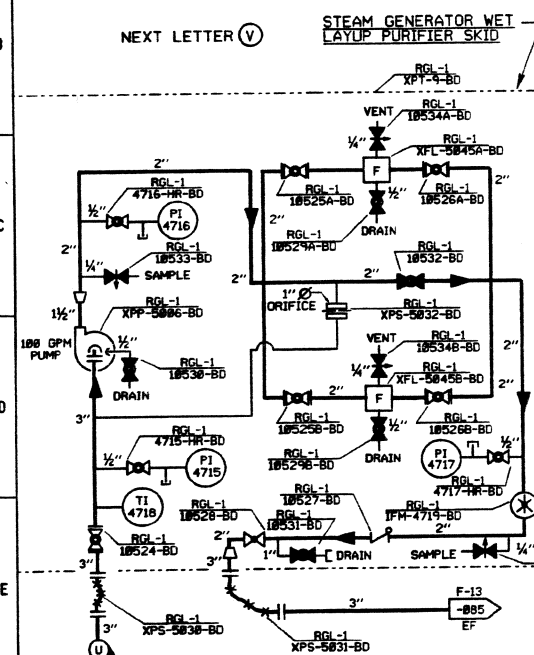 STEAM GENERATOR WET
LAYUP PURIFIER SKID
NEXT LETTER V
RGL-1
XPT-9-BD
VENT
RGL-1
10534A-BD
1/4"
RGL-1
XFL-5045A-BD
F
2"
2"
2"
RGL-1
4716-HR-BD
1/2"
PI
4716
RGL-1
10525A-BD
1/2"
RGL-1
10526A-BD
2"
RGL-1
10529A-BD
DRAIN
C
2"
RGL-1
10533-BD
1/4"
SAMPLE
RGL-1
10532-BD
2"
2"
1" Ø
ORIFICE
RGL-1
XPS-5032-BD
1 1/2"
RGL-1
XPP-5006-BD
100 GPM
PUMP
1/2"
RGL-1
10530-BD
DRAIN
VENT
RGL-1
10534B-BD
1/4"
RGL-1
XFL-5045B-BD
2"
2"
F
2"
2"
D
3"
RGL-1
10525B-BD
1/2"
RGL-1
10526B-BD
RGL-1
10529B-BD
DRAIN
RGL-1
4715-HR-BD
1/2"
PI
4715
PI
4717
1/2"
RGL-1
4717-HR-BD
TI
4718
RGL-1
10528-BD
RGL-1
10527-BD
RGL-1
10531-BD
RGL-1
1FM-4719-BD
2"
2"
1"
DRAIN
SAMPLE
1/4"
RGL-1
10524-BD
E
3"
3"
RGL-1
XPS-5030-BD
3"
F-13
-085
EF
3"
RGL-1
XPS-5031-BD
U